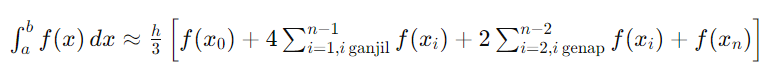 ∫_a^b f(x) dx ≈ h/3 [f(x_0) + 4 ∑_{i=1,i ganjil}^{n−1} f(x_i) + 2 ∑_{i=2,i genap}^{n−2} f(x_i) + f(x_n)]